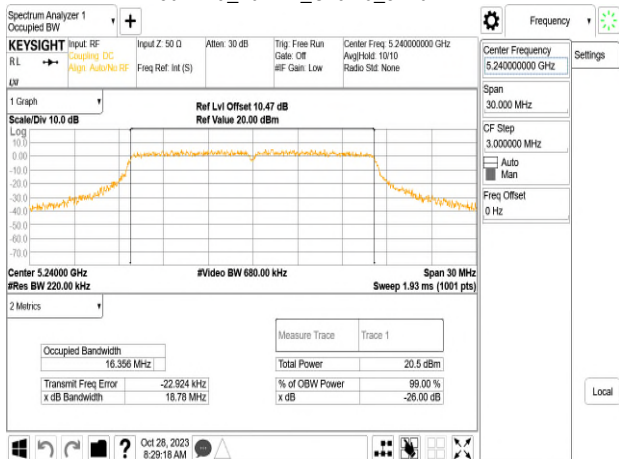 Spectrum Analyzer 1
Occupied BW
Frequency
KEYSIGHT
RL
LXI
Input: RF
Coupling: DC
Align: Auto/No RF
Input Z: 50 Ω
Freq Ref: Int (S)
Atten: 30 dB
Trig: Free Run
Gate: Off
#IF Gain: Low
Center Freq: 5.240000000 GHz
Avg|Hold: 10/10
Radio Std: None
Center Frequency
5.240000000 GHz
Settings
Span
30.000 MHz
CF Step
3.000000 MHz
Auto
Man
Freq Offset
0 Hz
Local
1 Graph
Scale/Div 10.0 dB
Ref Lvl Offset 10.47 dB
Ref Value 20.00 dBm
Log
10.0
0.00
-10.0
-20.0
-30.0
-40.0
-50.0
-60.0
-70.0
Center 5.24000 GHz
#Video BW 680.00 kHz
Span 30 MHz
#Res BW 220.00 kHz
Sweep 1.93 ms (1001 pts)
2 Metrics
Measure Trace Trace 1
Occupied Bandwidth
16.356 MHz
Total Power 20.5 dBm
Transmit Freq Error -22.924 kHz
% of OBW Power 99.00 %
x dB Bandwidth 18.78 MHz
x dB -26.00 dB
Oct 28, 2023
8:29:18 AM